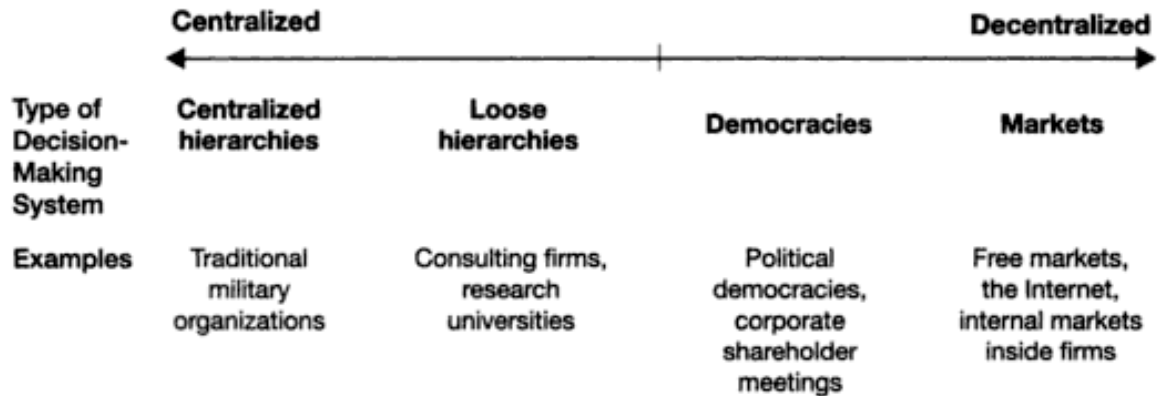 Centralized
Decentralized
Type of
Decision-
Making
System
Centralized
hierarchies
Loose
hierarchies
Democracies
Markets
Examples
Traditional
military
organizations
Consulting firms,
research
universities
Political
democracies,
corporate
shareholder
meetings
Free markets,
the Internet,
internal markets
inside firms